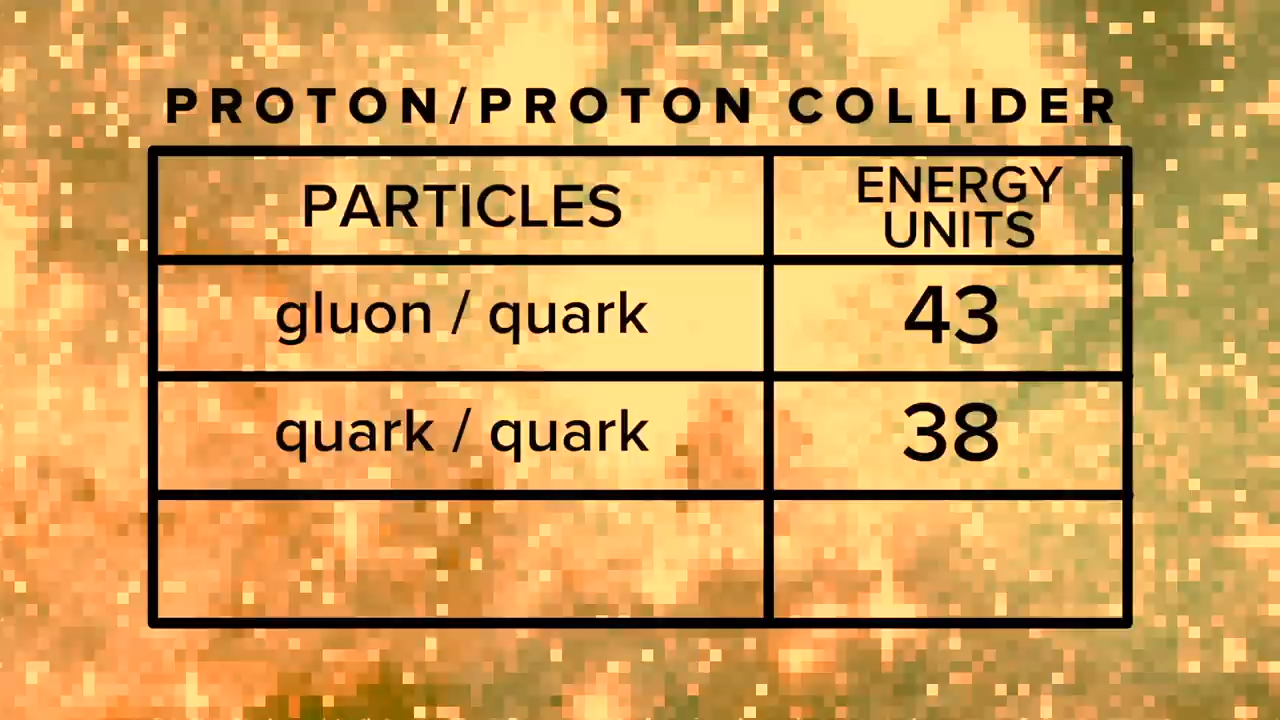 PROTON/PROTON COLLIDER
PARTICLES
ENERGY
UNITS
gluon / quark
43
quark / quark
38